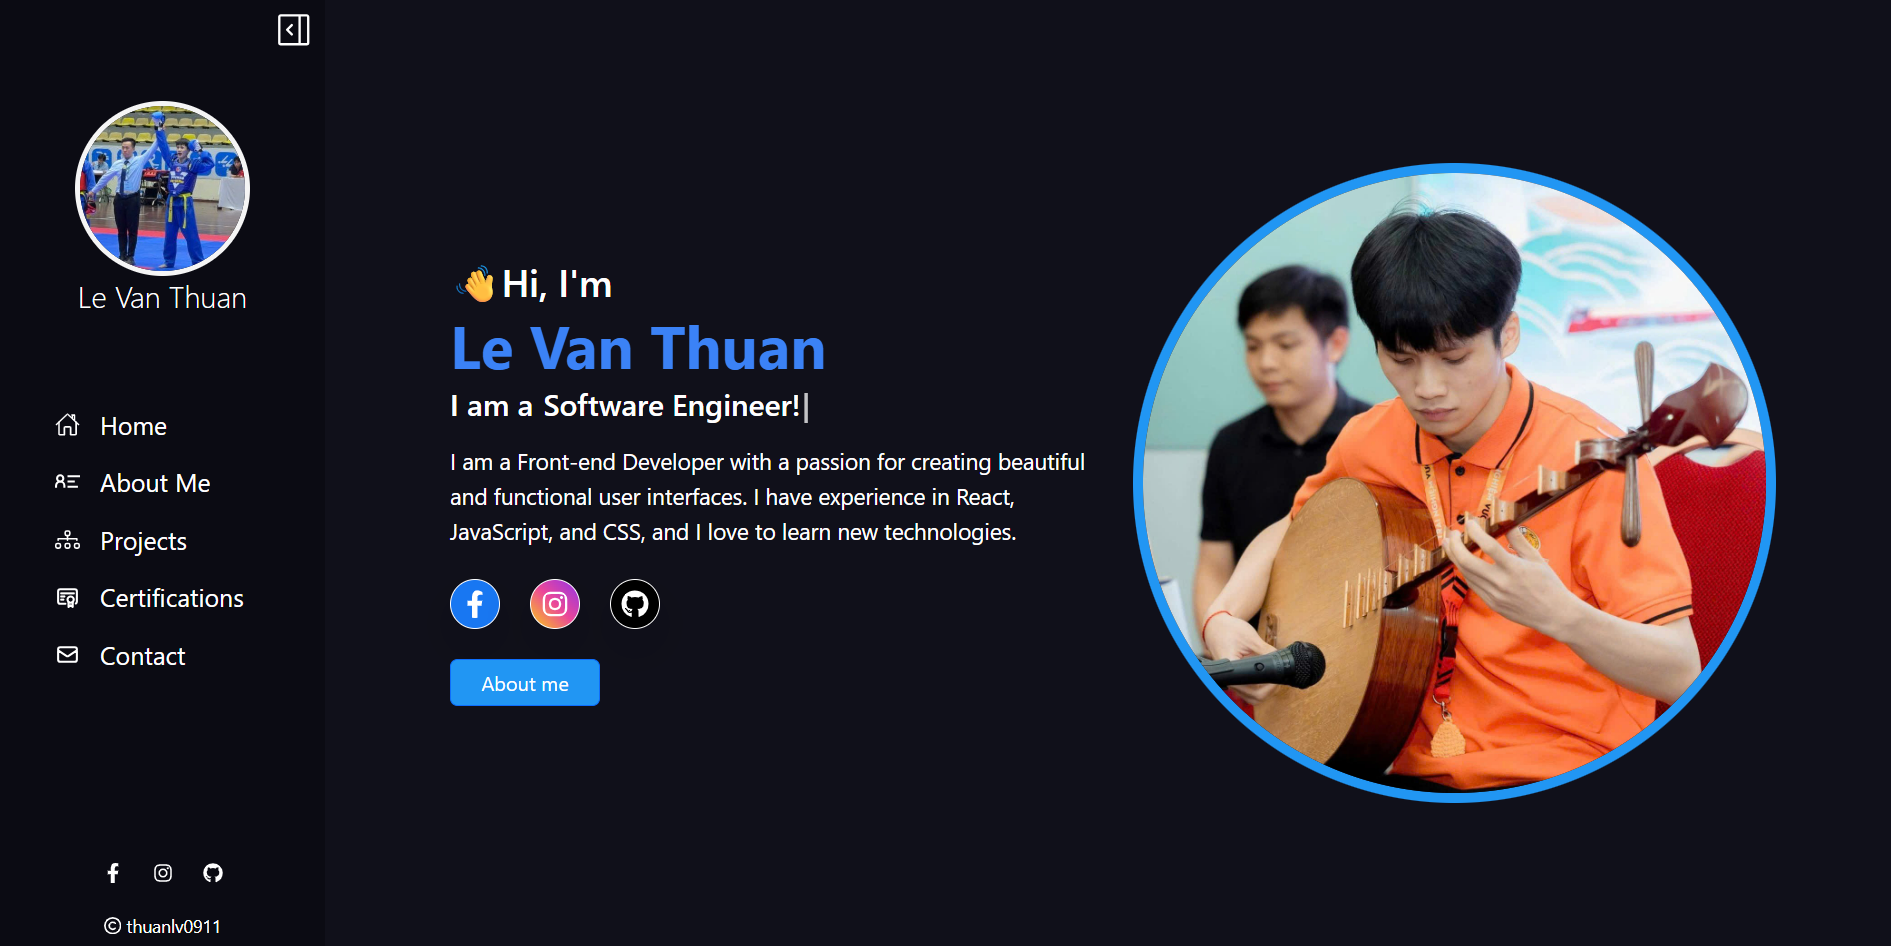 Le Van Thuan
Home
About Me
Projects
Certifications
Contact
© thuanlv0911
👋Hi, I'm
Le Van Thuan
I am a Software Engineer!|
I am a Front-end Developer with a passion for creating beautiful
and functional user interfaces. I have experience in React,
JavaScript, and CSS, and I love to learn new technologies.
About me